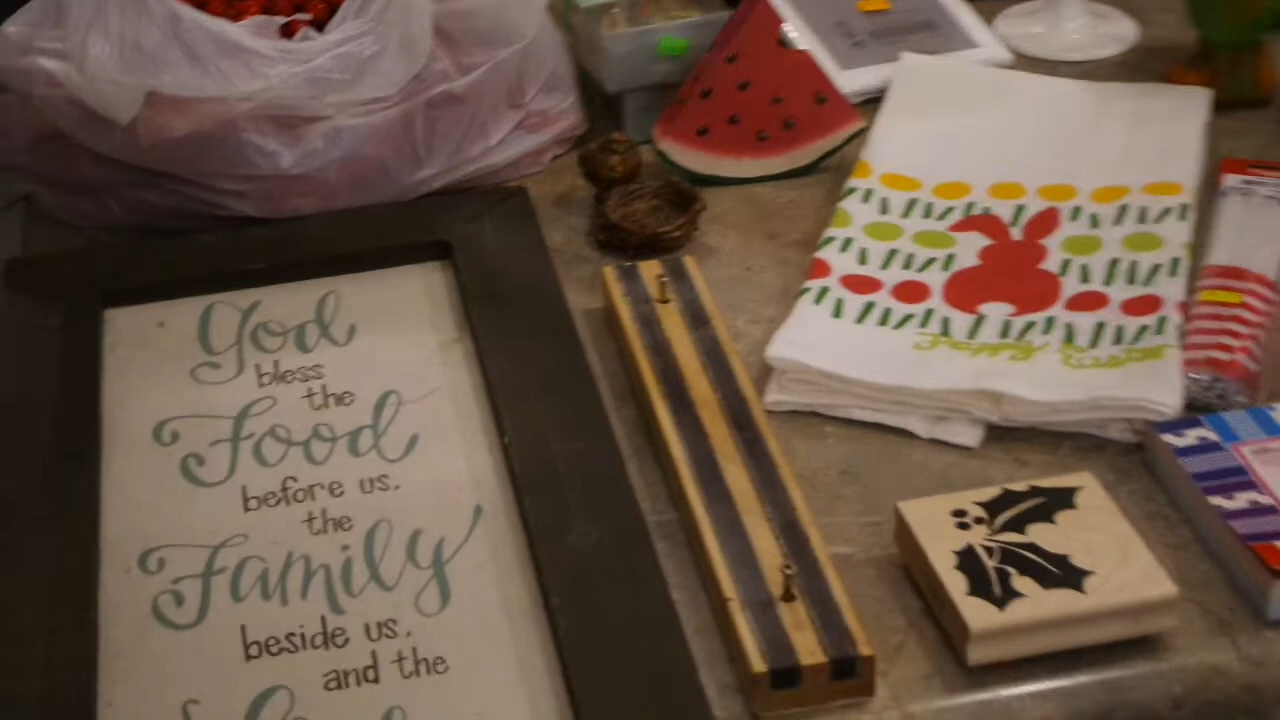 God
bless
the
Food
before us,
the
Family
beside us,
and the
Happy Easter